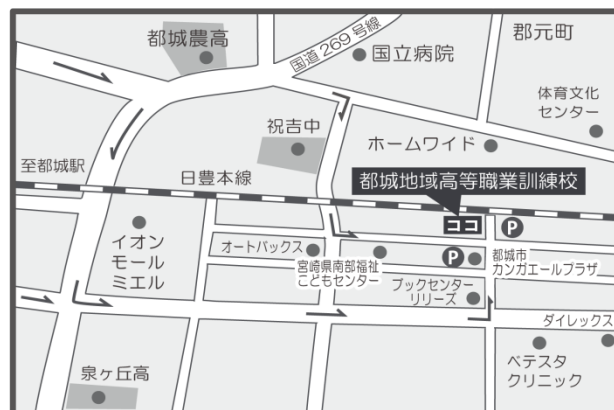 都城農高
国道269号線
国立病院
郡元町
体育文化
センター
祝吉中
ホームワイド
至都城駅
日豊本線
都城地域高等職業訓練校
ココ
P
イオン
モール
ミエル
オートバックス
宮崎県南部福祉
こどもセンター
P
都城市
カンガエールプラザ
ブックセンター
リリーズ
ダイレックス
ベテスタ
クリニック
泉ヶ丘高